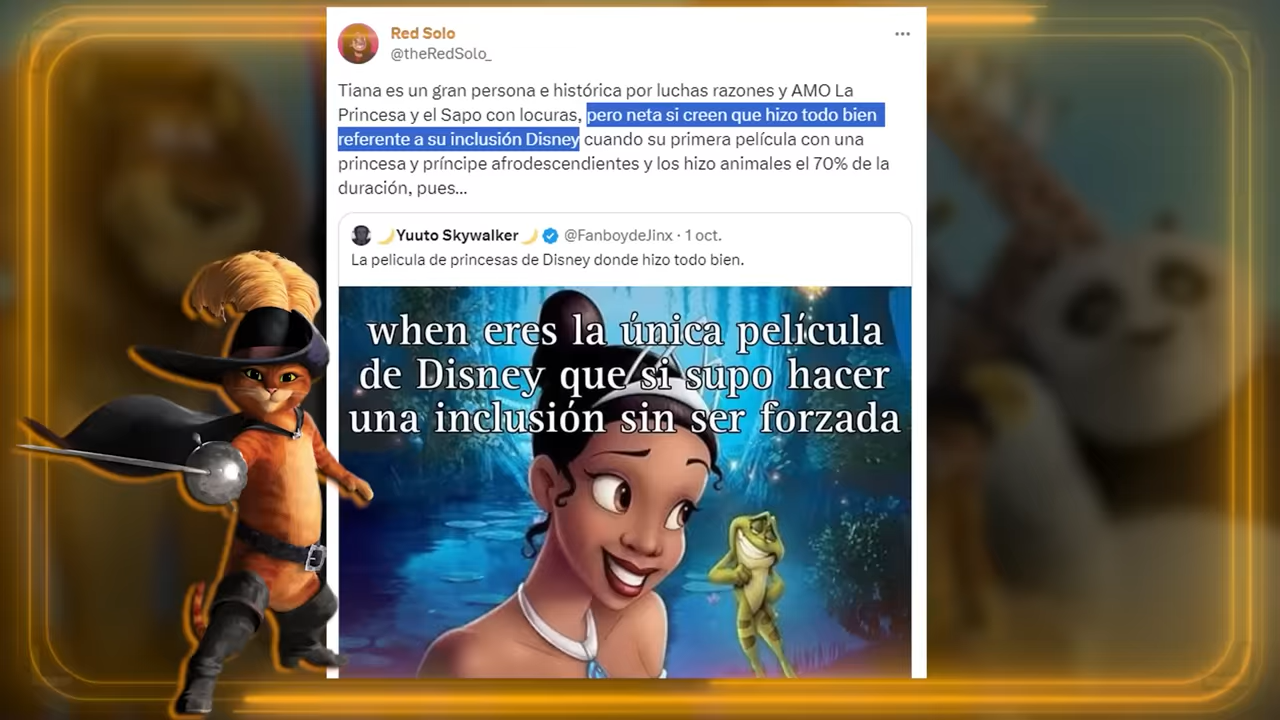 Red Solo
@theRedSolo_
Tiana es un gran persona e histórica por luchas razones y AMO La
Princesa y el Sapo con locuras, pero neta si creen que hizo todo bien
referente a su inclusión Disney cuando su primera película con una
princesa y príncipe afrodescendientes y los hizo animales el 70% de la
duración, pues...
🌙Yuuto Skywalker🌙 @FanboydeJinx · 1 oct.
La pelicula de princesas de Disney donde hizo todo bien.
when eres la única película
de Disney que si supo hacer
una inclusión sin ser forzada